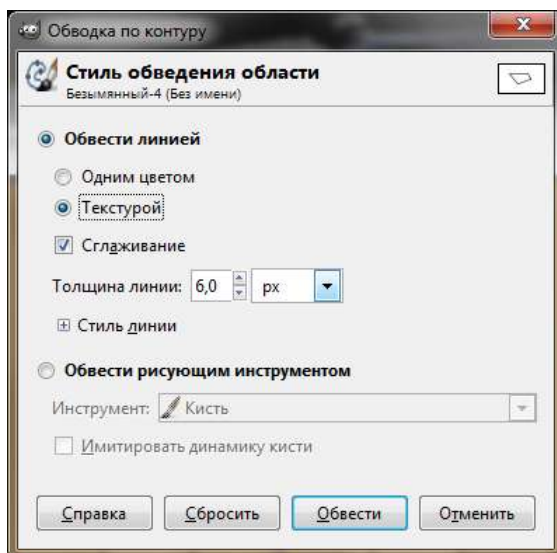 Обводка по контуру
Стиль обведения области
Безымянный-4 (Без имени)
Обвести линией
Одним цветом
Текстурой
Сглаживание
Толщина линии: 6,0 px
Стиль линии
Обвести рисующим инструментом
Инструмент: Кисть
Имитировать динамику кисти
Справка Сбросить Обвести Отменить